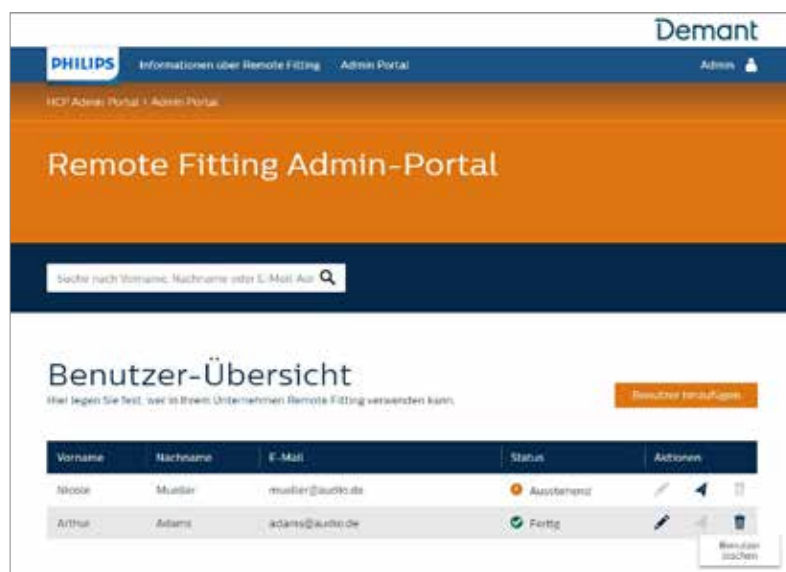 Demant
PHILIPS Informationen über Remote Fitting Admin Portal Admin
HCP Admin Portal > Admin Portal
Remote Fitting Admin-Portal
Suche nach Vorname, Nachname oder E-Mail Adr
Benutzer-Übersicht
Hier legen Sie fest, wer in Ihrem Unternehmen Remote Fitting verwenden kann.
Benutzer hinzufügen
Vorname Nachname E-Mail Status Aktionen
Nicole Mueller mueller@audio.de Ausstehend
Arthur Adams adams@audio.de Fertig
Benutzer
löschen